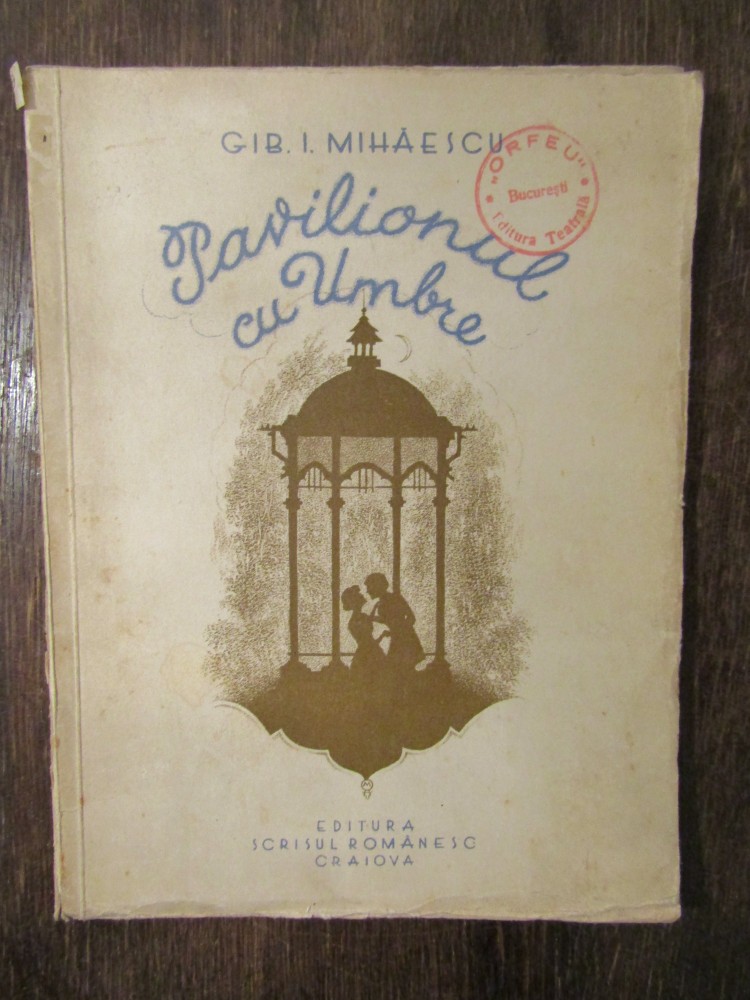 GIB. I. MIHĂESCU
"ORFEU"
București
Editura Teatrală
Pavilionul
cu Umbre
EDITURA
SCRISUL ROMÂNESC
CRAIOVA